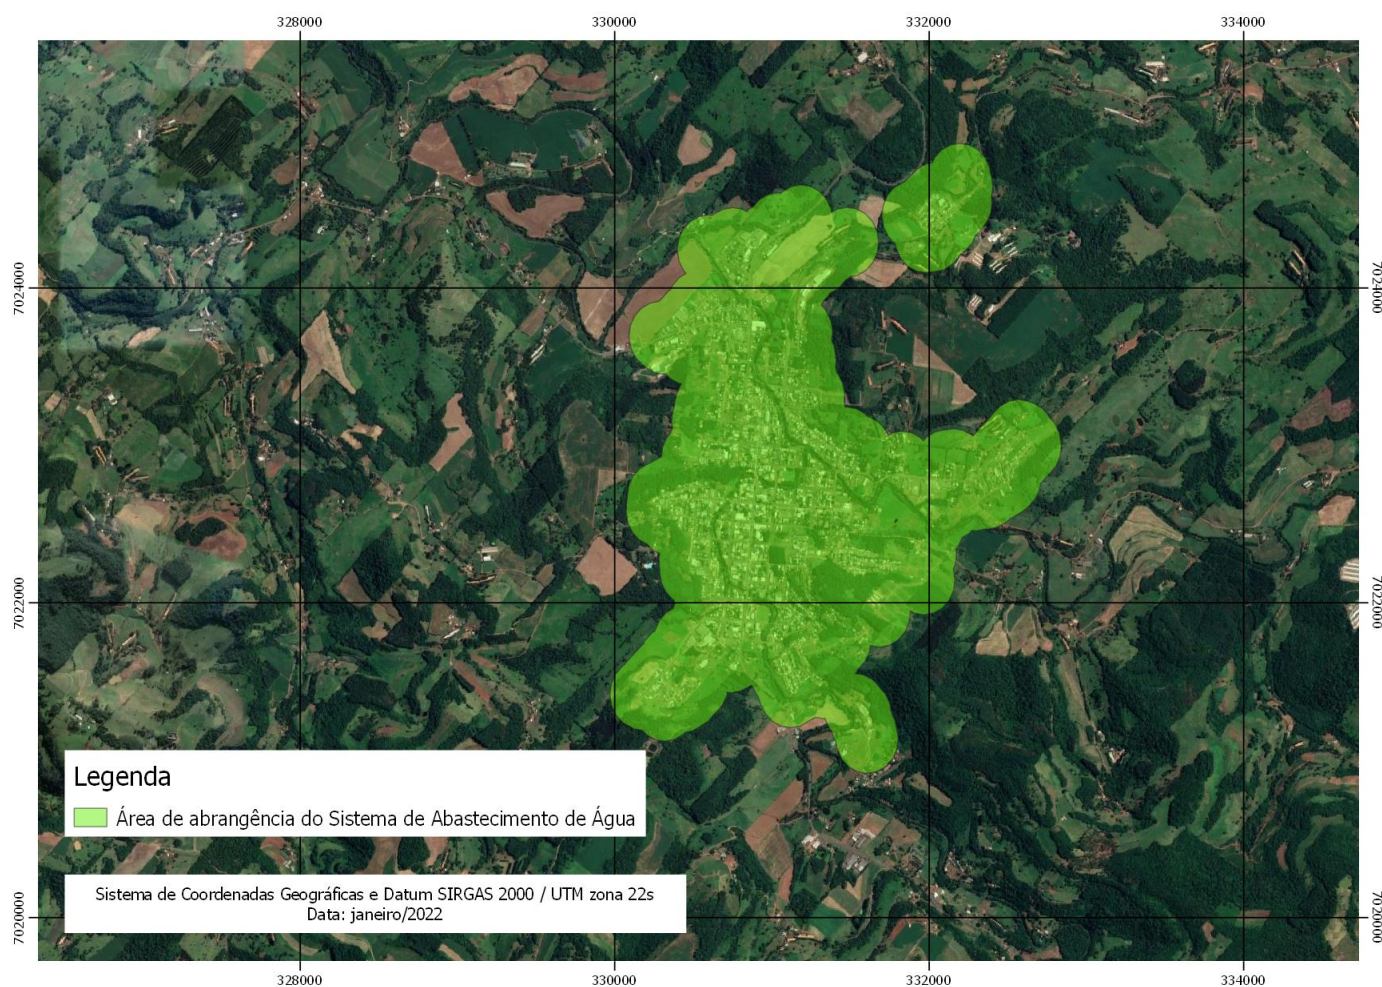 328000 330000 332000 334000
7024000 7024000
7022000 7022000
Legenda
Área de abrangência do Sistema de Abastecimento de Água
Sistema de Coordenadas Geográficas e Datum SIRGAS 2000 / UTM zona 22s
Data: janeiro/2022
7020000 7020000
328000 330000 332000 334000